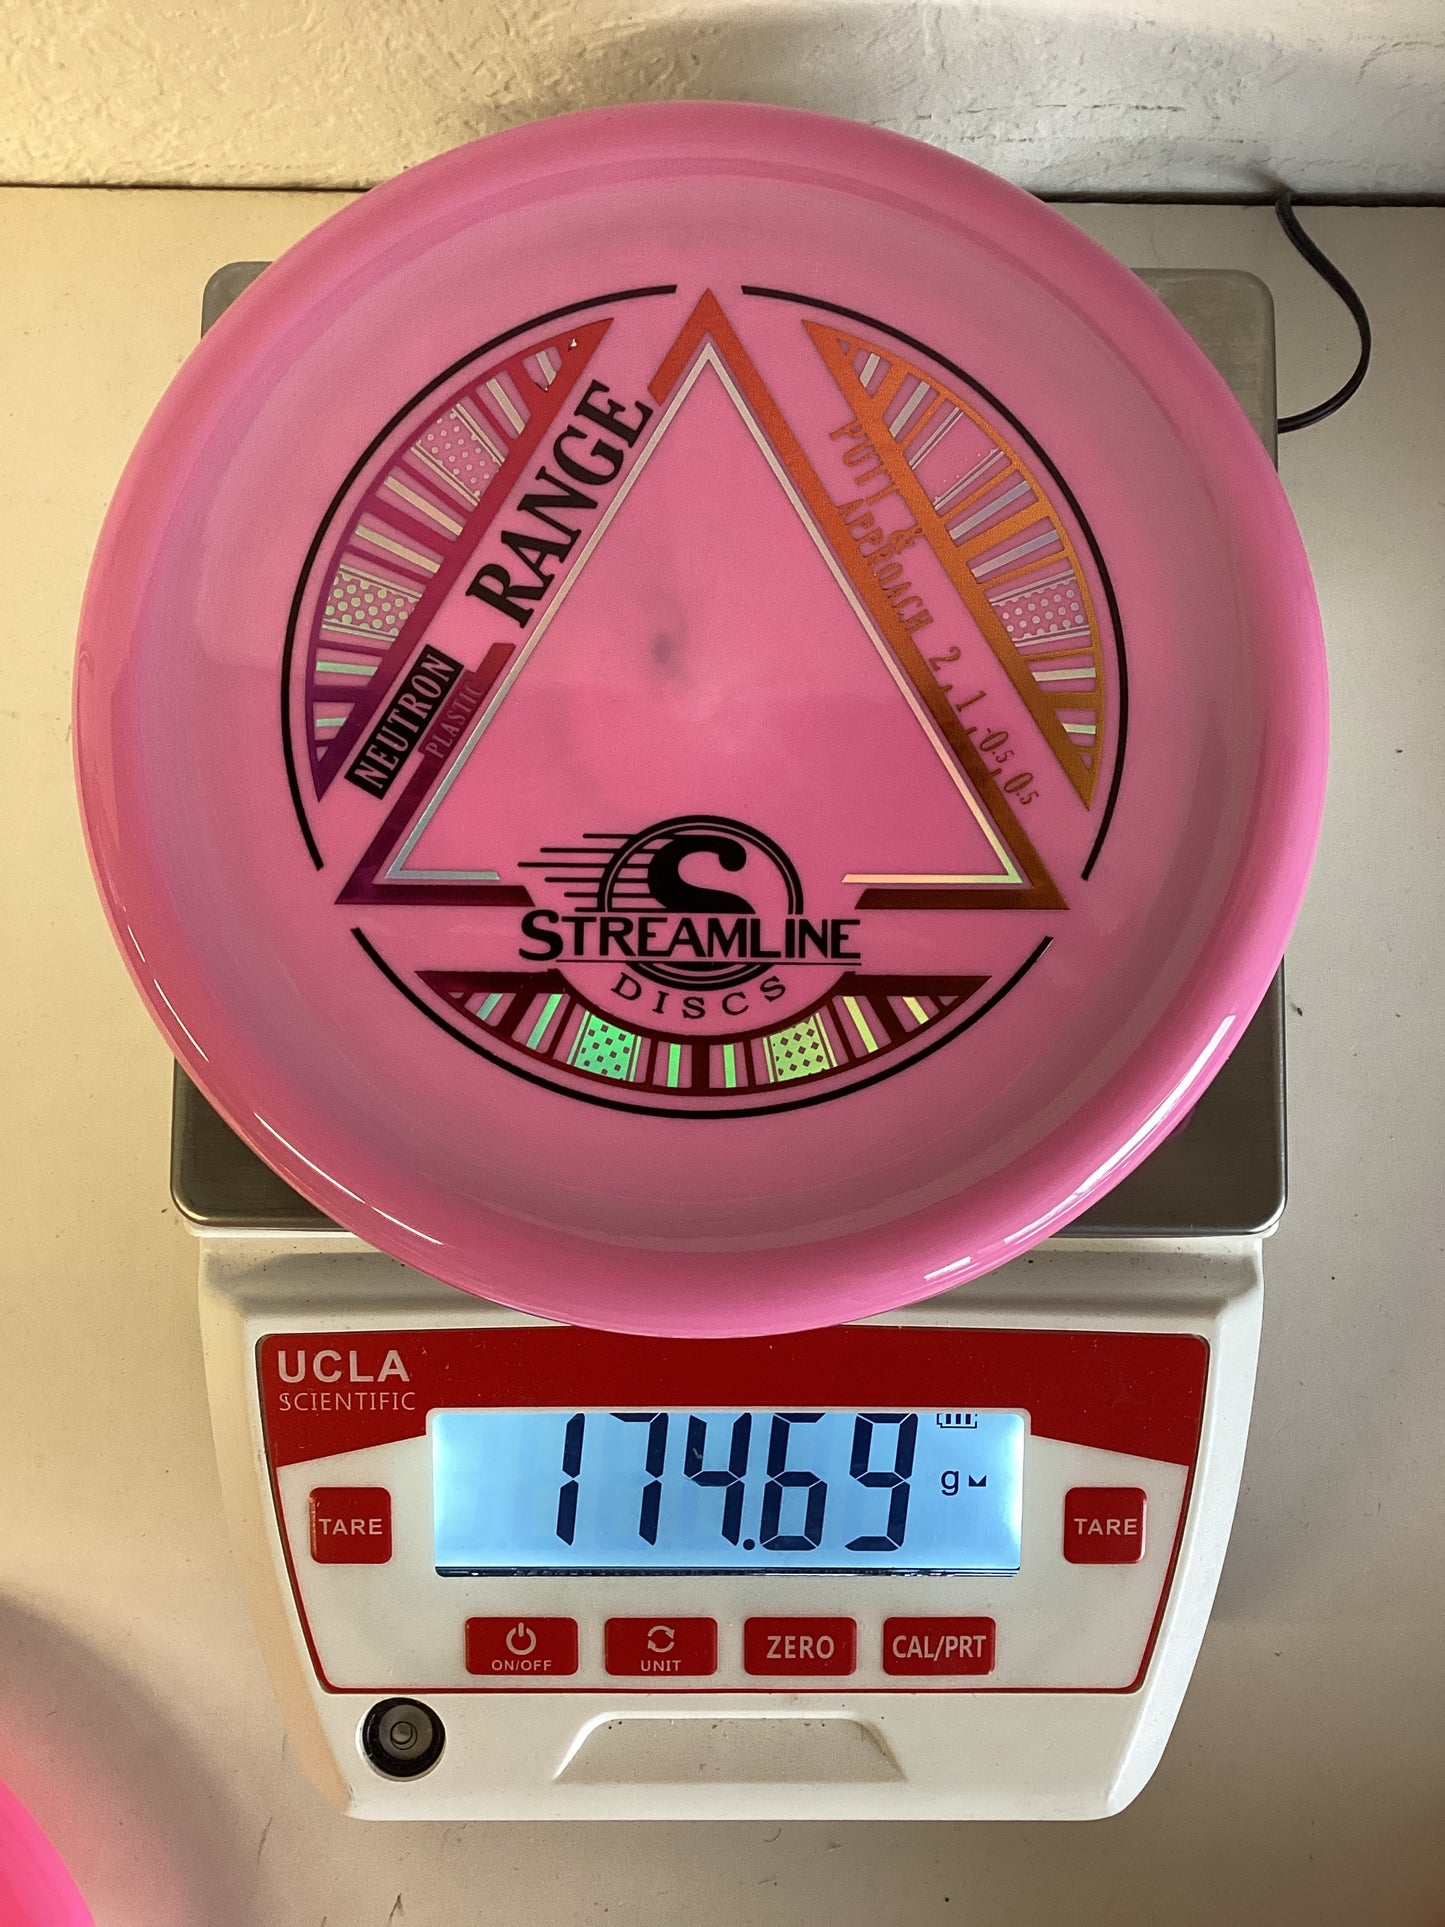 RANGE
NEUTRON
PLASTIC
PUTT &
APPROACH 2, 1, -0.5, 0.5
S
STREAMLINE
DISCS
UCLA
SCIENTIFIC
174.69 g
TARE
TARE
ON/OFF
UNIT
ZERO
CAL/PRT